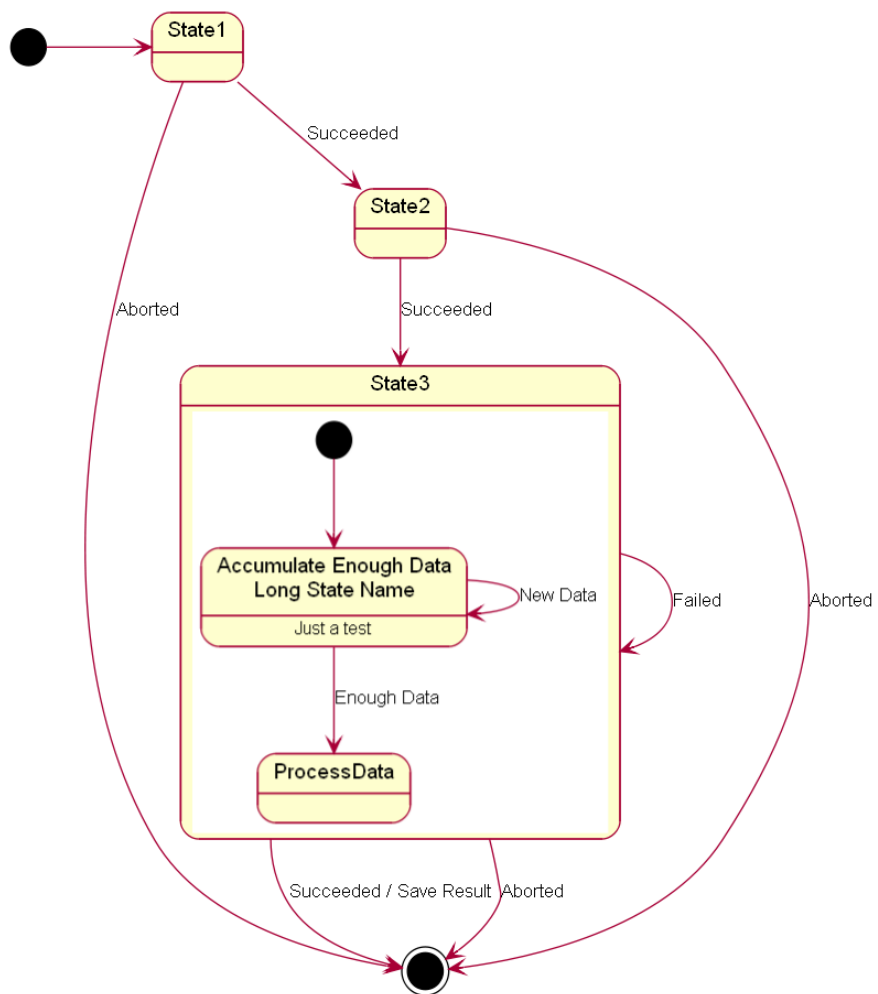 State1
Succeeded
State2
Aborted
Succeeded
State3
Accumulate Enough Data
Long State Name
Just a test
New Data
Failed
Aborted
Enough Data
ProcessData
Succeeded / Save Result
Aborted